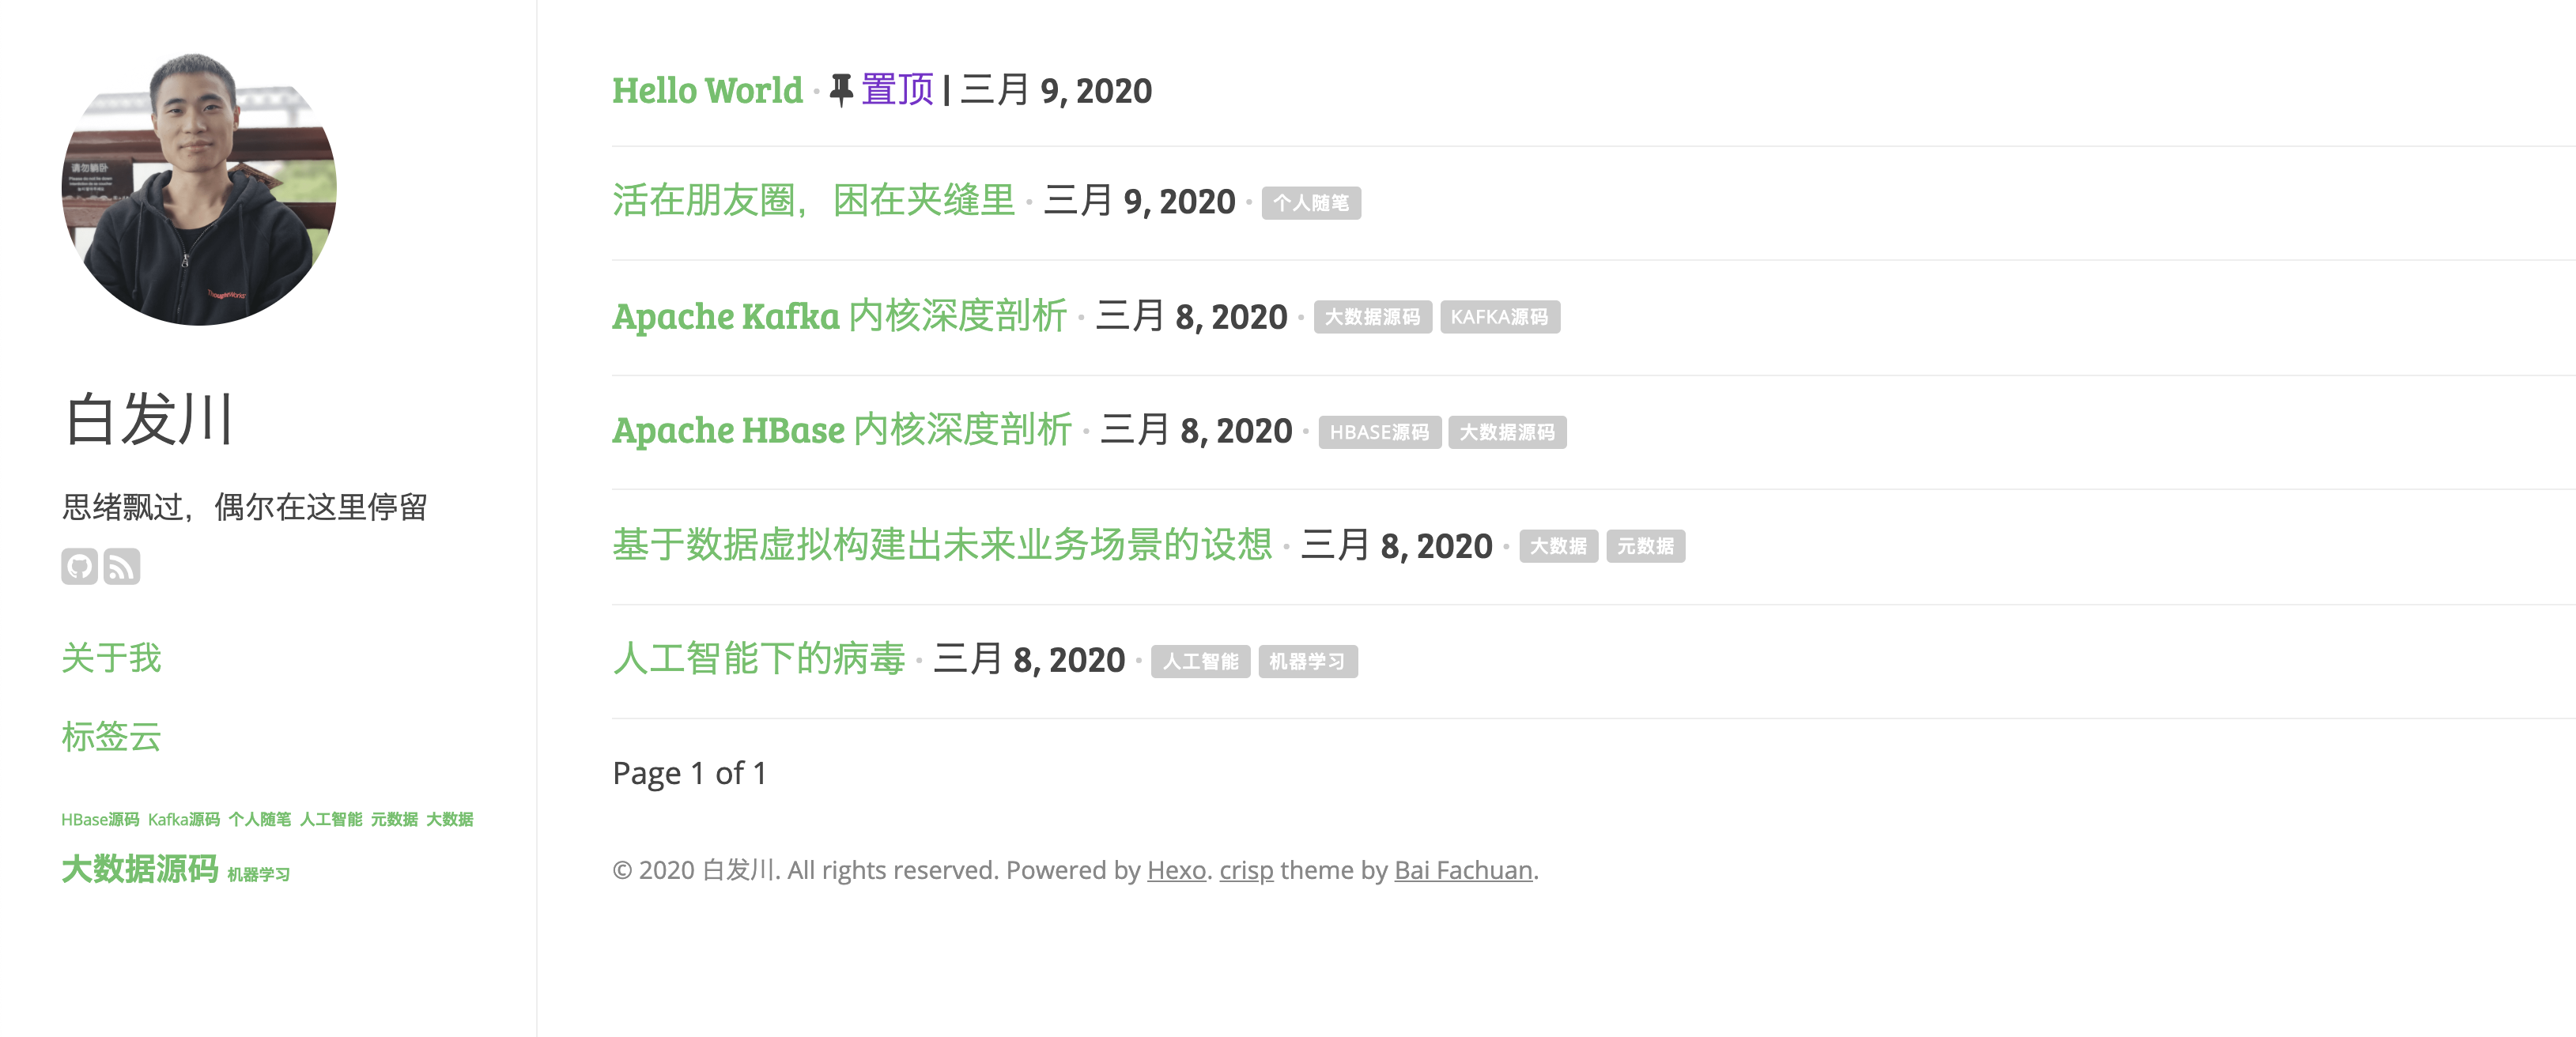 请勿躺卧
ThoughtWorks
白发川
思绪飘过，偶尔在这里停留
关于我
标签云
HBase源码 Kafka源码 个人随笔 人工智能 元数据 大数据
大数据源码 机器学习
Hello World · 置顶 | 三月 9, 2020
活在朋友圈，困在夹缝里 · 三月 9, 2020 · 个人随笔
Apache Kafka 内核深度剖析 · 三月 8, 2020 · 大数据源码 KAFKA源码
Apache HBase 内核深度剖析 · 三月 8, 2020 · HBASE源码 大数据源码
基于数据虚拟构建出未来业务场景的设想 · 三月 8, 2020 · 大数据 元数据
人工智能下的病毒 · 三月 8, 2020 · 人工智能 机器学习
Page 1 of 1
© 2020 白发川. All rights reserved. Powered by Hexo. crisp theme by Bai Fachuan.